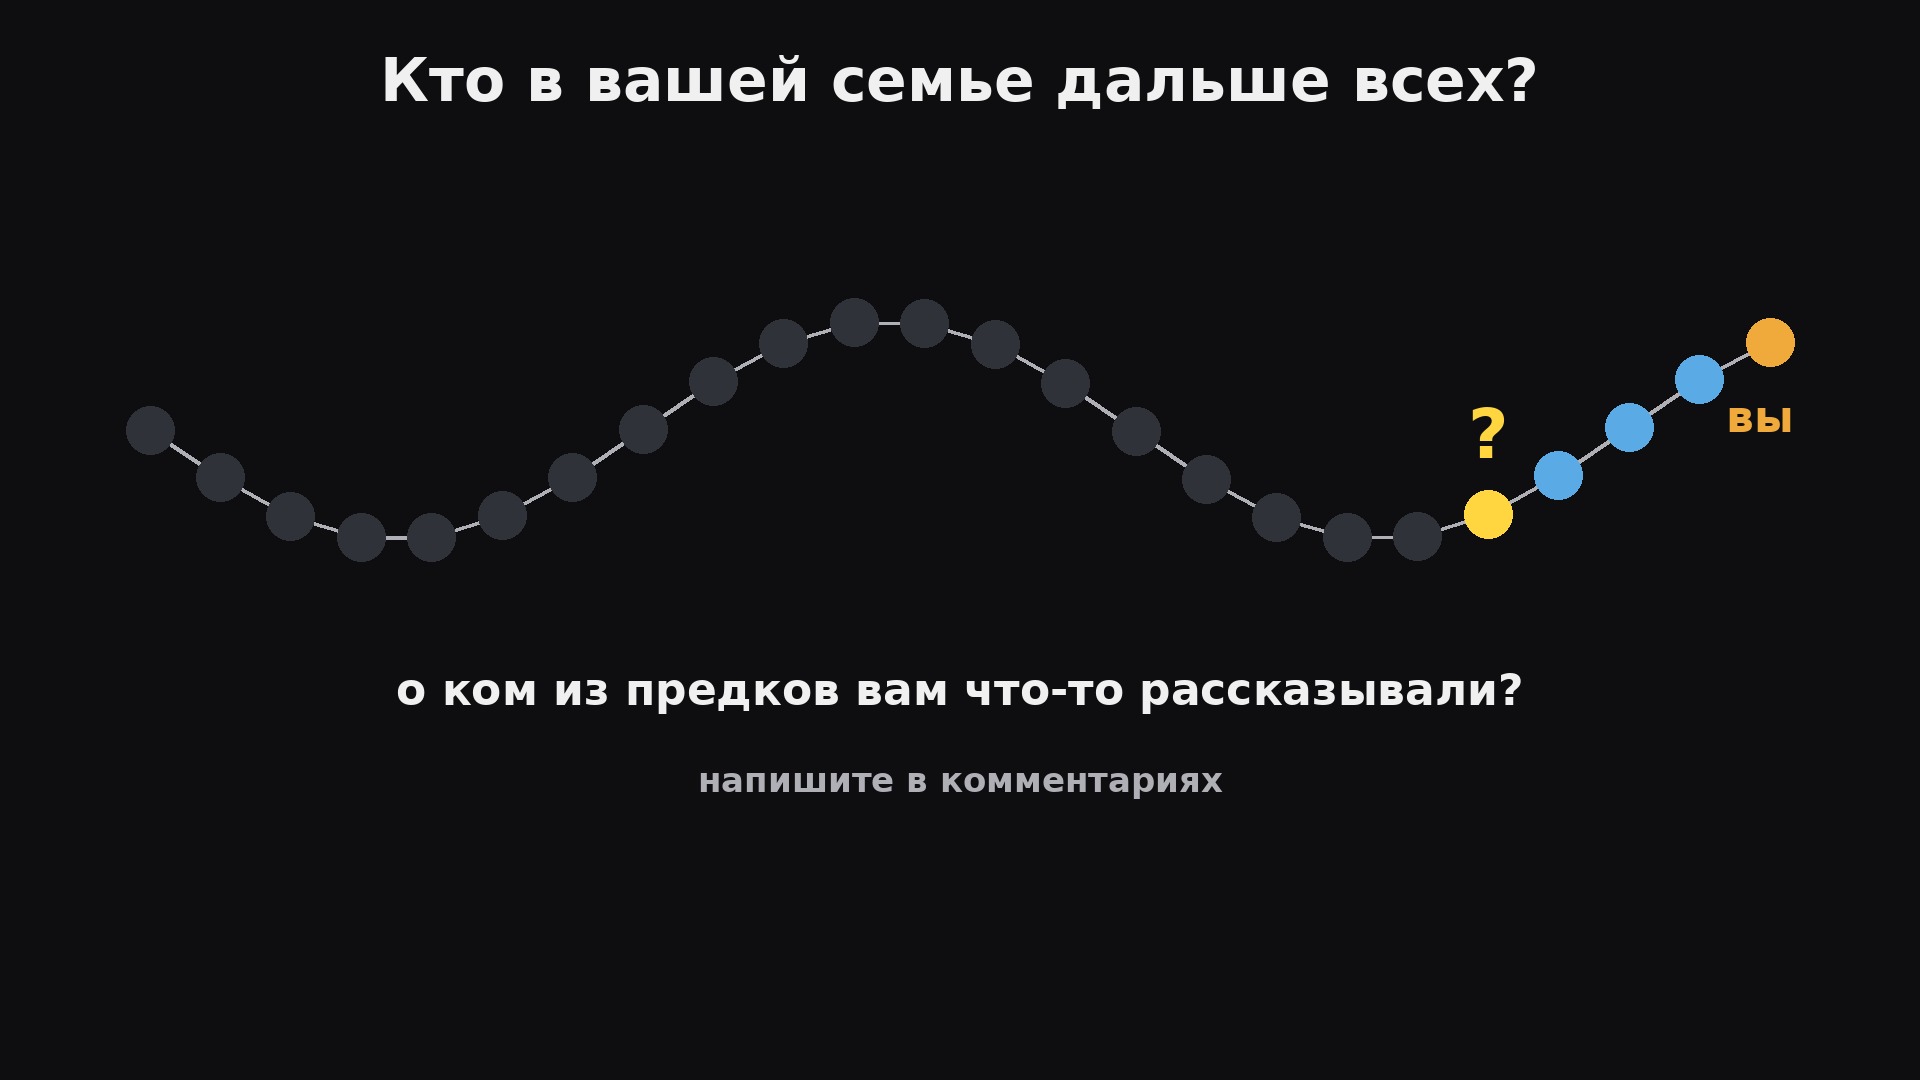 Кто в вашей семье дальше всех?
?
вы
о ком из предков вам что-то рассказывали?
напишите в комментариях